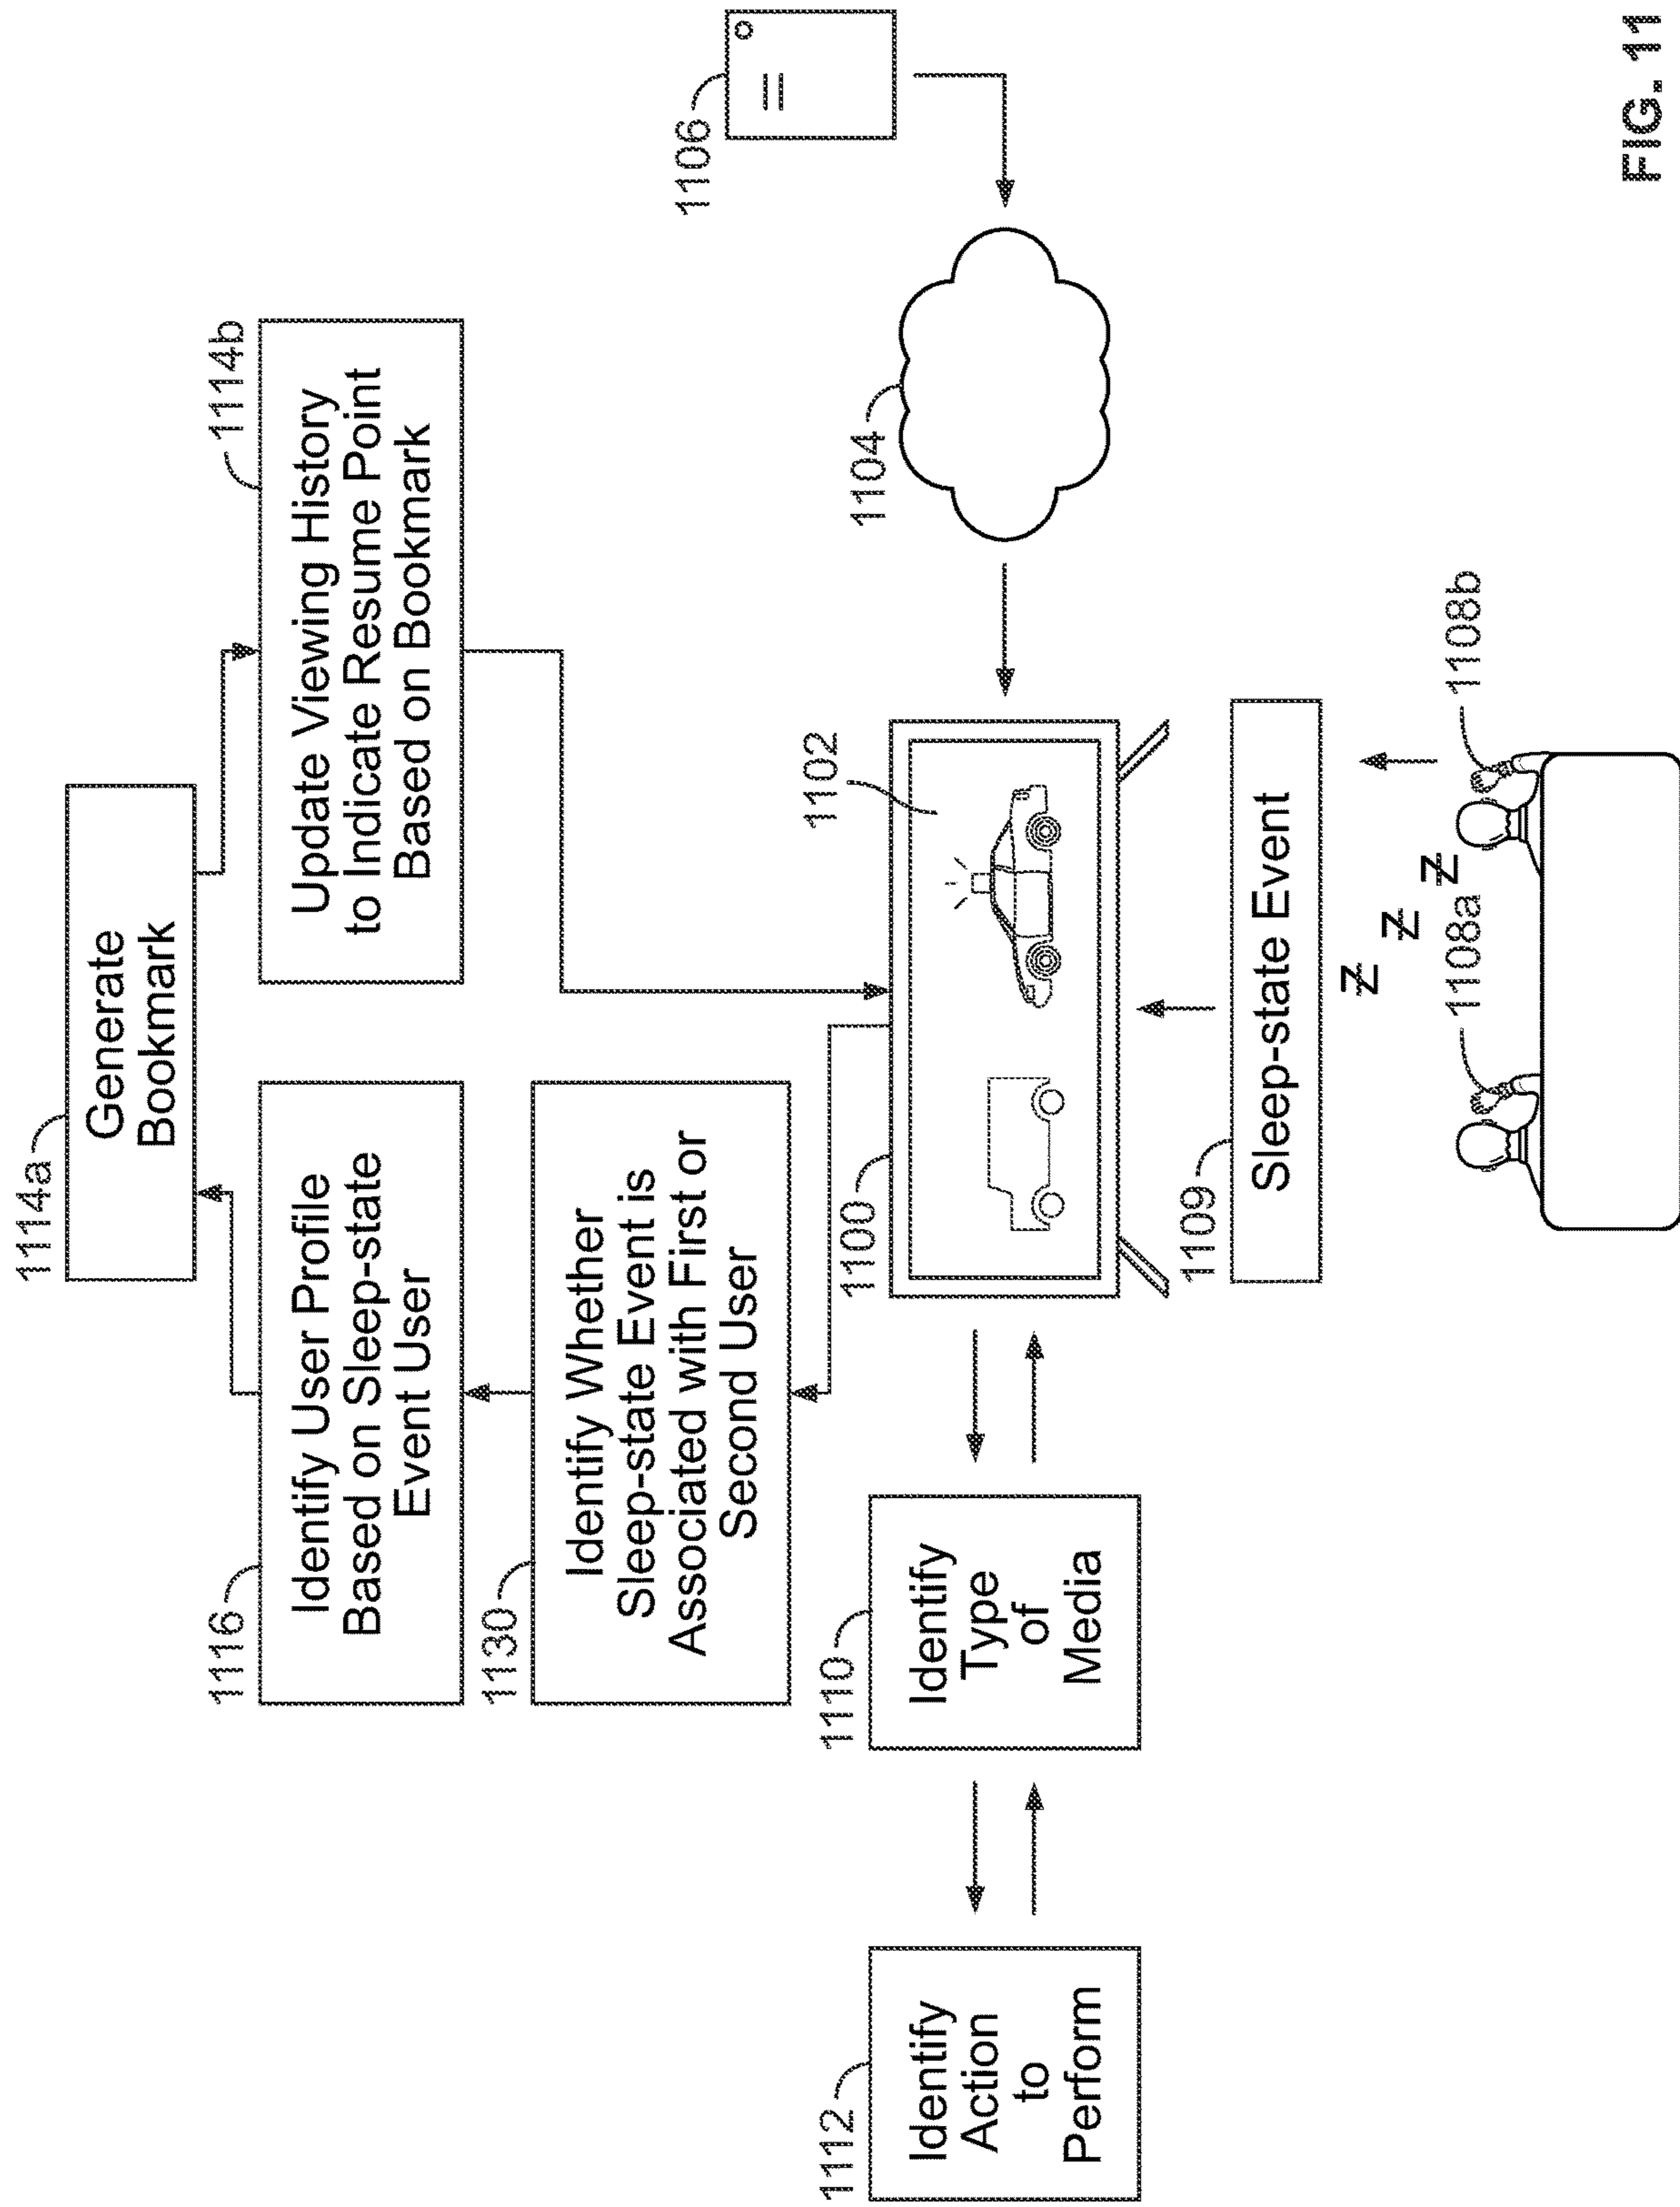 1114a
Generate
Bookmark
1116
Identify User Profile
Based on Sleep-state
Event User
1114b
Update Viewing History
to Indicate Resume Point
Based on Bookmark
1130
Identify Whether
Sleep-state Event is
Associated with First or
Second User
1106
1112
Identify
Action
to
Perform
1110
Identify
Type
of
Media
1100
1102
1104
1109
Sleep-state Event
Z
Z
Z
1108a
1108b
FIG. 11